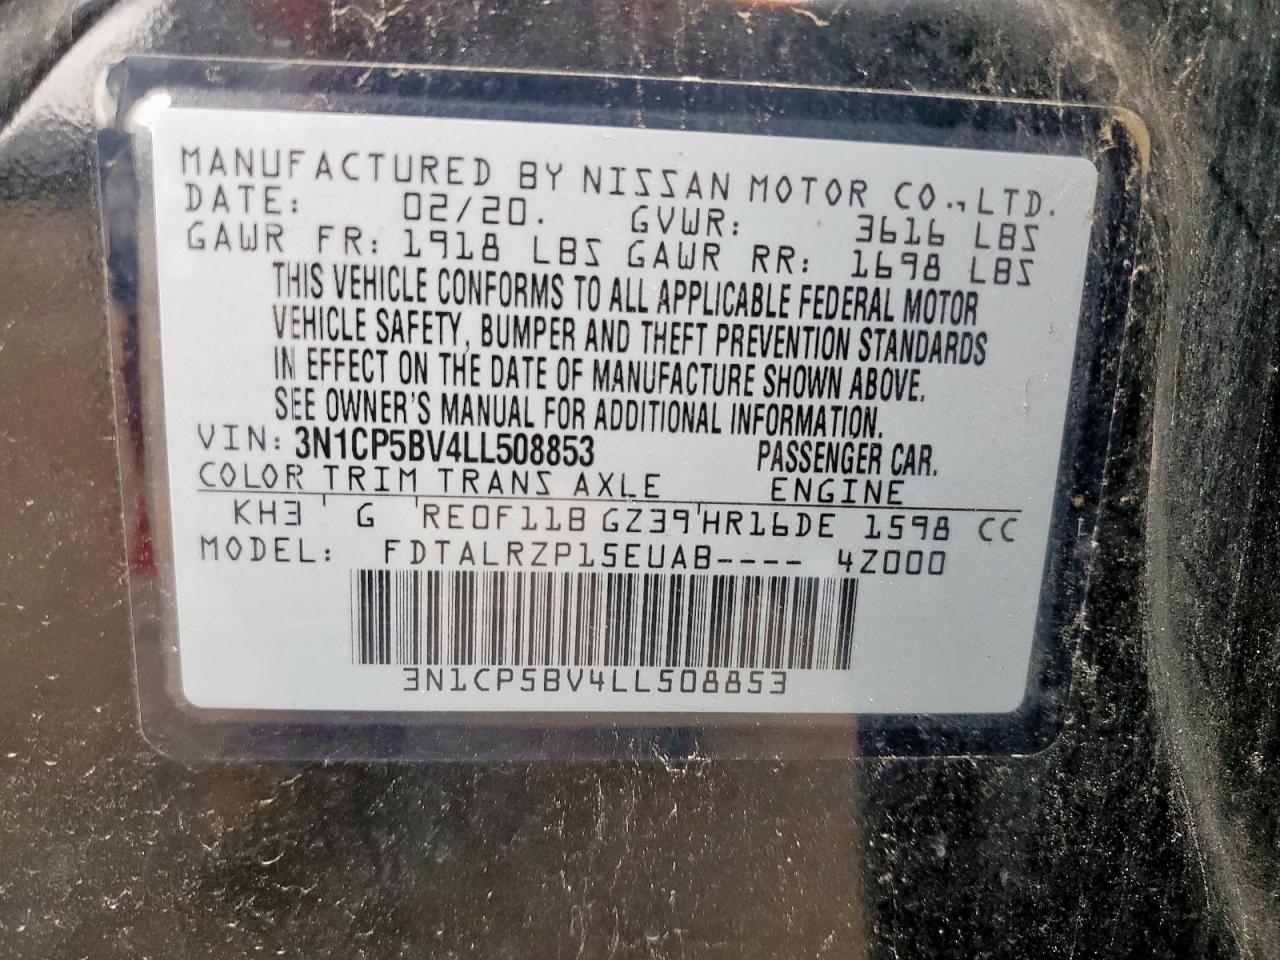 MANUFACTURED BY NISSAN MOTOR CO.,LTD.
DATE: 02/20. GVWR: 3616 LBS
GAWR FR: 1918 LBS GAWR RR: 1698 LBS
THIS VEHICLE CONFORMS TO ALL APPLICABLE FEDERAL MOTOR
VEHICLE SAFETY, BUMPER AND THEFT PREVENTION STANDARDS
IN EFFECT ON THE DATE OF MANUFACTURE SHOWN ABOVE.
SEE OWNER'S MANUAL FOR ADDITIONAL INFORMATION.
VIN: 3N1CP5BV4LL508853 PASSENGER CAR.
COLOR TRIM TRANS AXLE ENGINE
KH3 ' G 'RE0F11B GZ39'HR16DE 1598 CC
MODEL: FDTALRZP15EUAB---- 4Z000
3N1CP5BV4LL508853